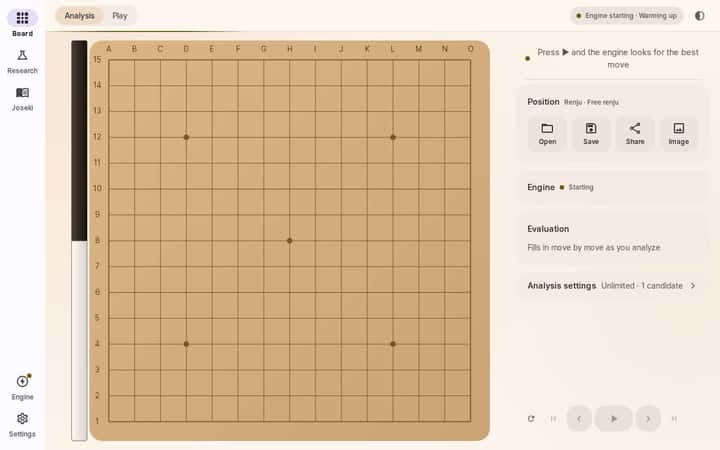 Board
Research
Joseki
Engine
Settings
Analysis
Play
Engine starting · Warming up
A B C D E F G H I J K L M N O
15
14
13
12
11
10
9
8
7
6
5
4
3
2
1
Press ▶ and the engine looks for the best
move
Position Renju · Free renju
Open Save Share Image
Engine Starting
Evaluation
Fills in move by move as you analyze
Analysis settings Unlimited · 1 candidate